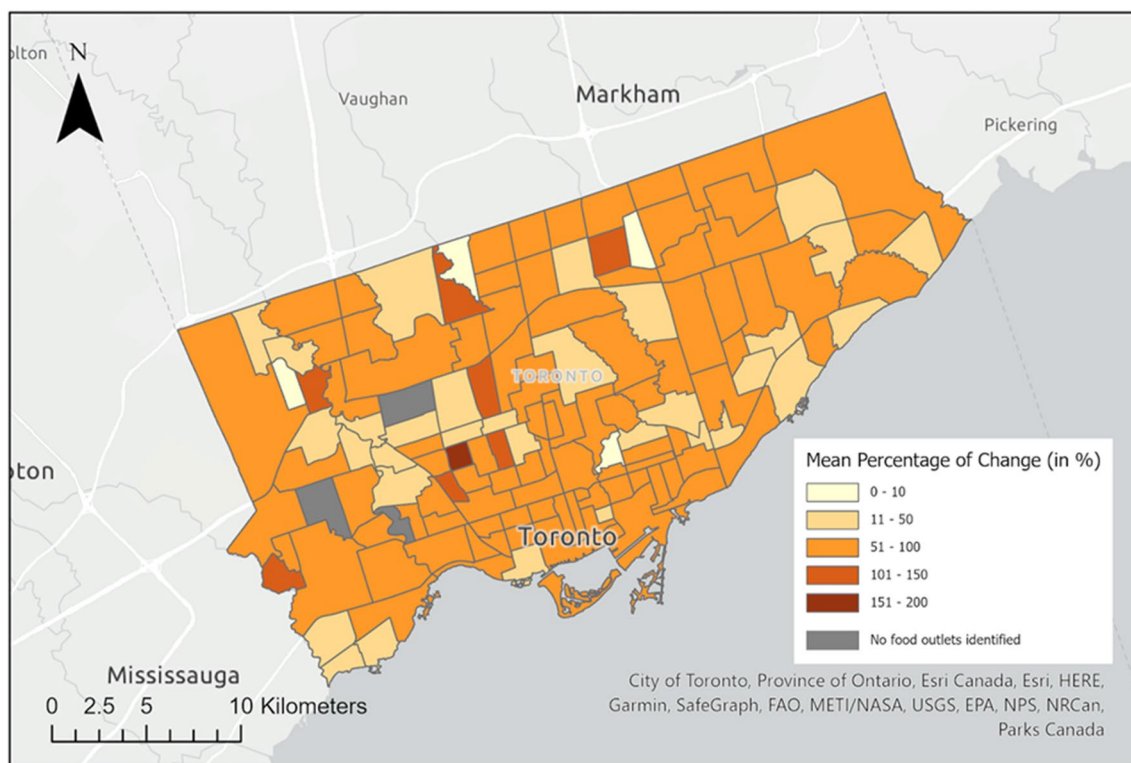 olton
N
Vaughan
Markham
Pickering
TORONTO
pton
Toronto
Mississauga
0 2.5 5 10 Kilometers
Mean Percentage of Change (in %)
0 - 10
11 - 50
51 - 100
101 - 150
151 - 200
No food outlets identified
City of Toronto, Province of Ontario, Esri Canada, Esri, HERE,
Garmin, SafeGraph, FAO, METI/NASA, USGS, EPA, NPS, NRCan,
Parks Canada